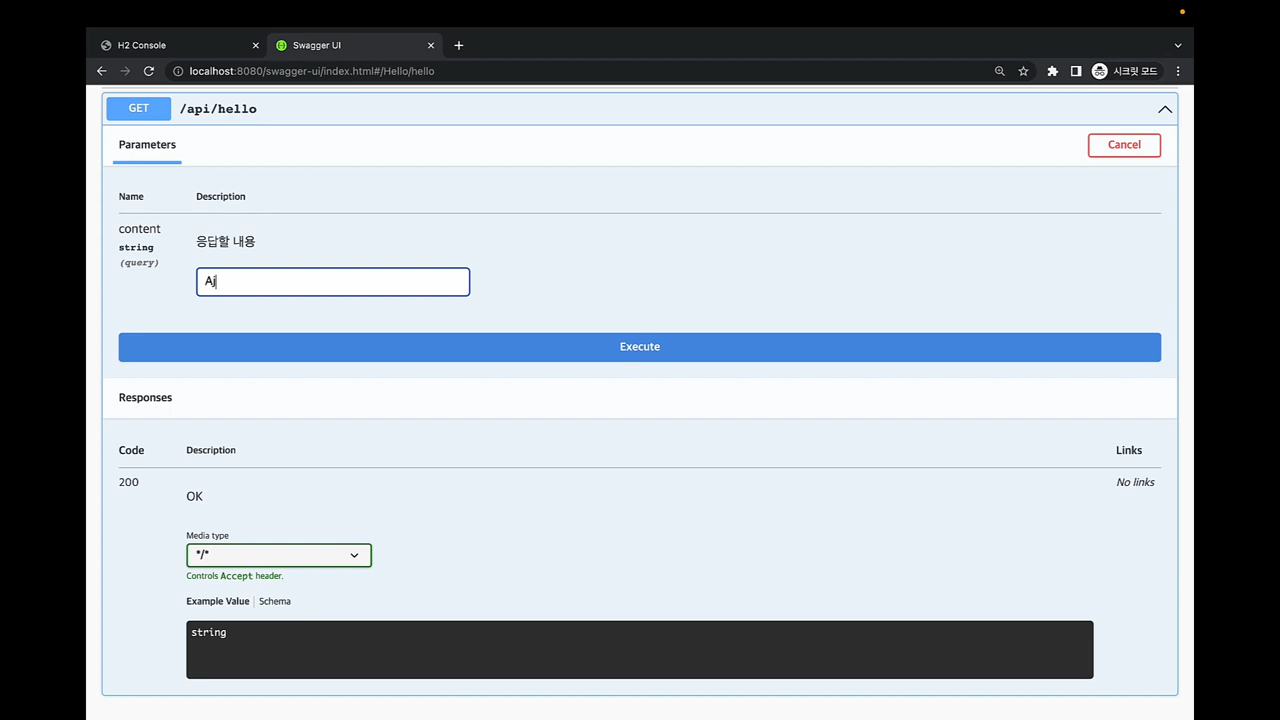 H2 Console
Swagger UI
localhost:8080/swagger-ui/index.html#/Hello/hello
시크릿 모드
GET /api/hello
Parameters
Cancel
Name Description
content
string
(query)
응답할 내용
Aj
Execute
Responses
Code Description Links
200
OK
No links
Media type
*/*
Controls Accept header.
Example Value Schema
string